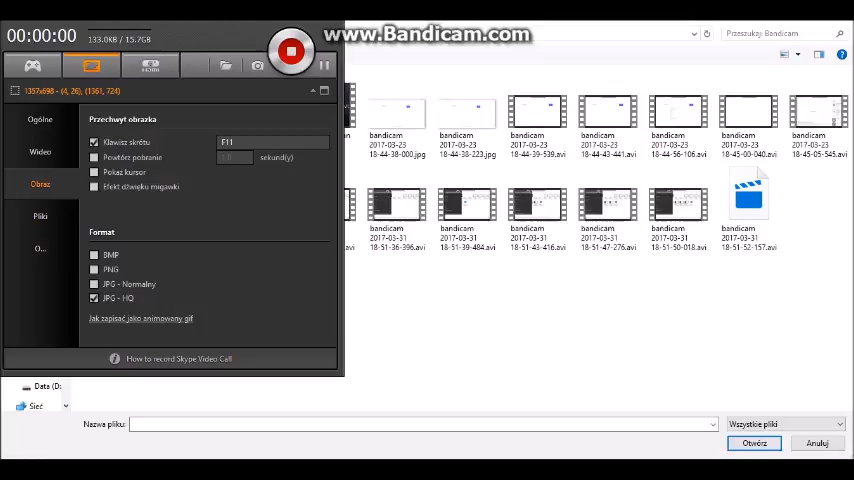 www.Bandicam.com
00:00:00
133.0KB / 15.7GB
HDMI
Przeszukaj: Bandicam
1357x698 - (4, 26), (1361, 724)
Ogólne
Wideo
Obraz
Pliki
O...
Przechwyt obrazka
Klawisz skrótu
F11
Powtórz pobranie
1.0
sekund(y)
Pokaż kursor
Efekt dźwięku migawki
Format
BMP
PNG
JPG - Normalny
JPG - HQ
Jak zapisać jako animowany gif
How to record Skype Video Call
bandicam
2017-03-23
18-44-38-000.jpg
bandicam
2017-03-23
18-44-38-223.jpg
bandicam
2017-03-23
18-44-39-539.avi
bandicam
2017-03-23
18-44-43-441.avi
bandicam
2017-03-23
18-44-56-106.avi
bandicam
2017-03-23
18-45-00-040.avi
bandicam
2017-03-23
18-45-05-545.avi
.avi
bandicam
2017-03-31
18-51-36-396.avi
bandicam
2017-03-31
18-51-39-484.avi
bandicam
2017-03-31
18-51-43-416.avi
bandicam
2017-03-31
18-51-47-276.avi
bandicam
2017-03-31
18-51-50-018.avi
bandicam
2017-03-31
18-51-52-157.avi
Data (D:
Sieć
Nazwa pliku:
Wszystkie pliki
Otwórz
Anuluj